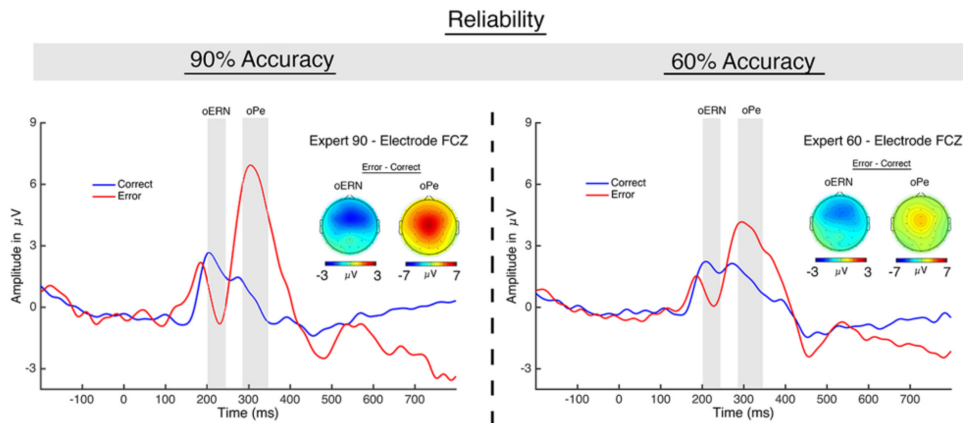 Reliability
90% Accuracy
60% Accuracy
oERN oPe
9
6
3
0
-3
Amplitude in μV
Correct
Error
Expert 90 - Electrode FCZ
Error - Correct
oERN oPe
-3 μV 3 -7 μV 7
-100 0 100 200 300 400 500 600 700
Time (ms)
oERN oPe
9
6
3
0
-3
Amplitude in μV
Correct
Error
Expert 60 - Electrode FCZ
Error - Correct
oERN oPe
-3 μV 3 -7 μV 7
-100 0 100 200 300 400 500 600 700
Time (ms)